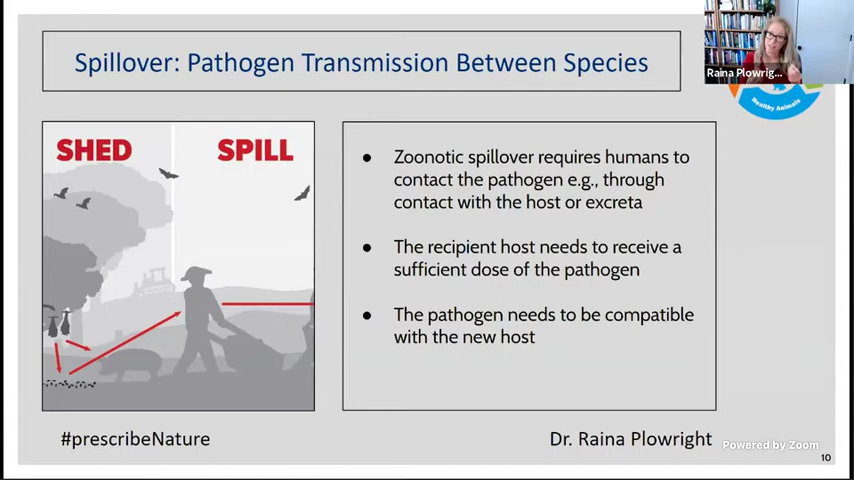 Spillover: Pathogen Transmission Between Species
Raina Plowrig...
Healthy Animals
SHED
SPILL
● Zoonotic spillover requires humans to
contact the pathogen e.g., through
contact with the host or excreta
● The recipient host needs to receive a
sufficient dose of the pathogen
● The pathogen needs to be compatible
with the new host
#prescribeNature
Dr. Raina Plowright
Powered by Zoom
10